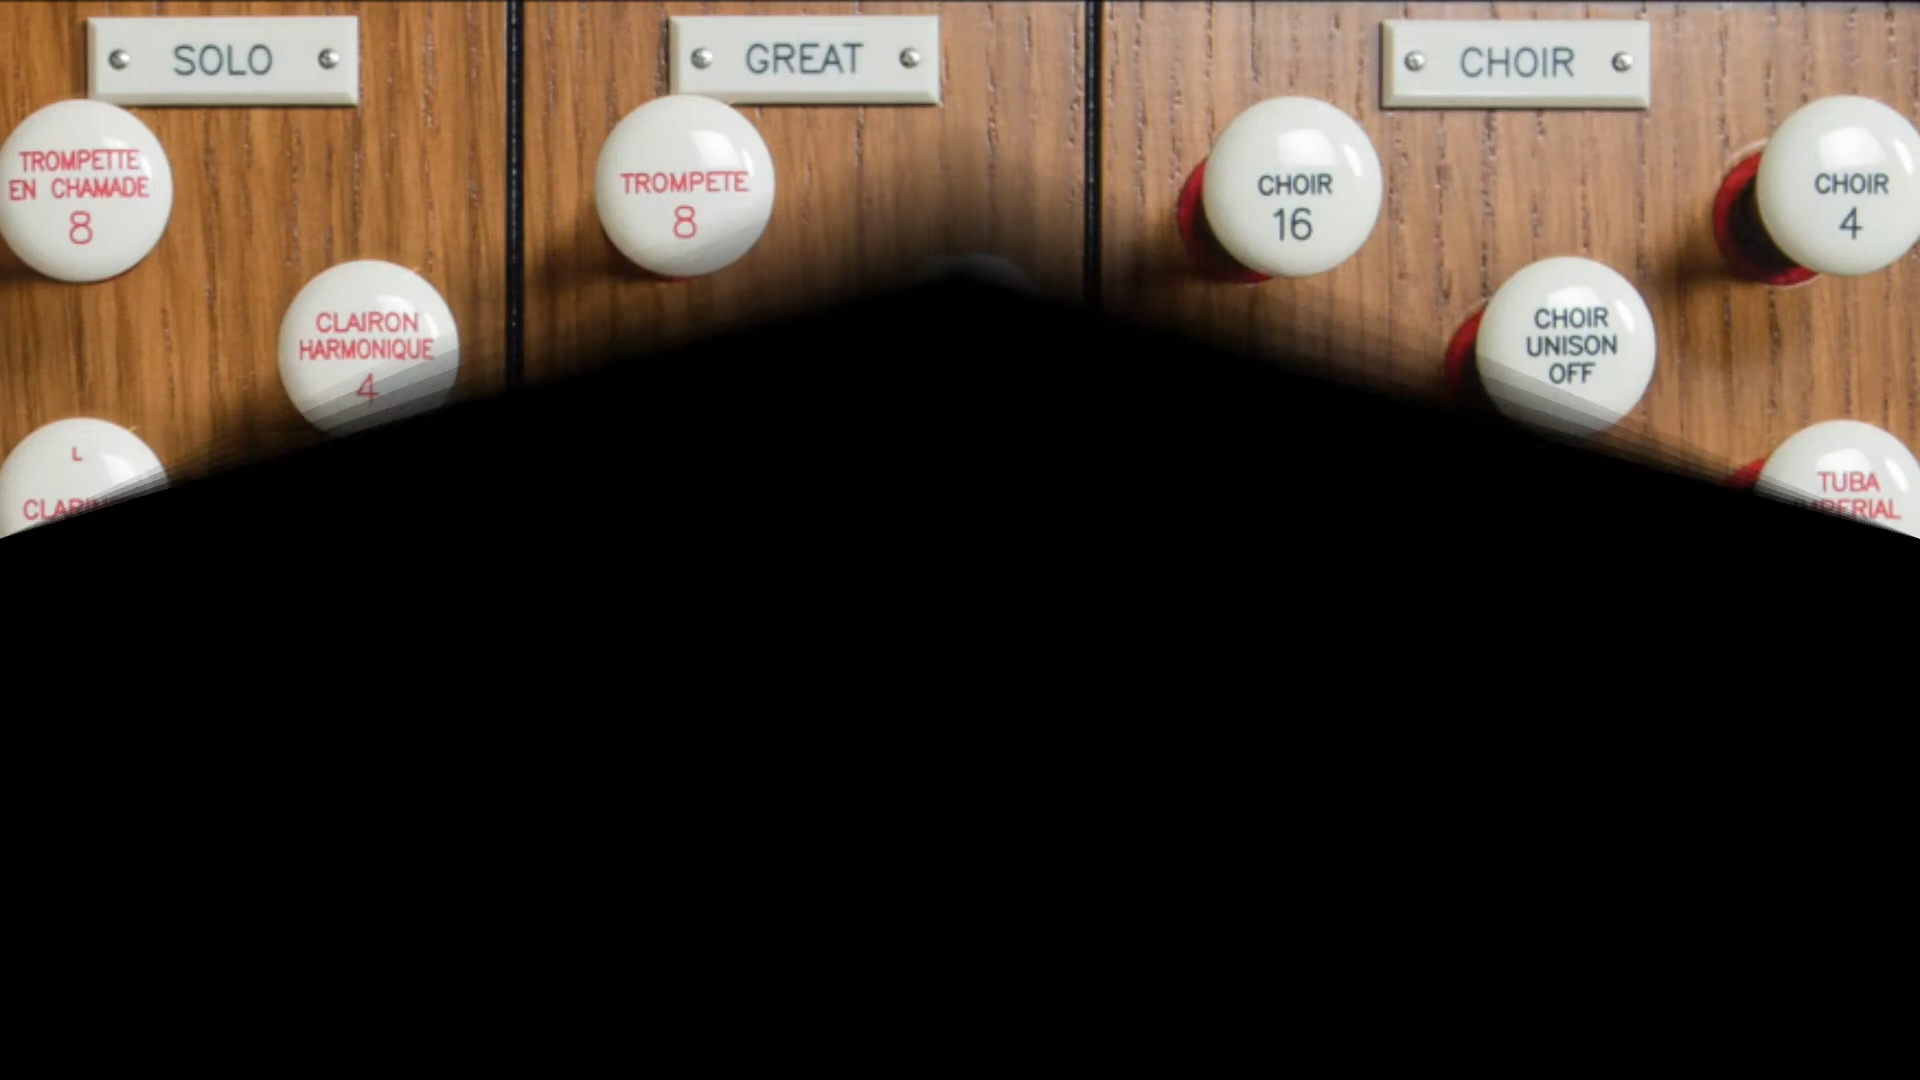 SOLO
GREAT
CHOIR
TROMPETTE
EN CHAMADE
8
TROMPETE
8
CHOIR
16
CHOIR
4
CLAIRON
HARMONIQUE
4
CHOIR
UNISON
OFF
L
TUBA